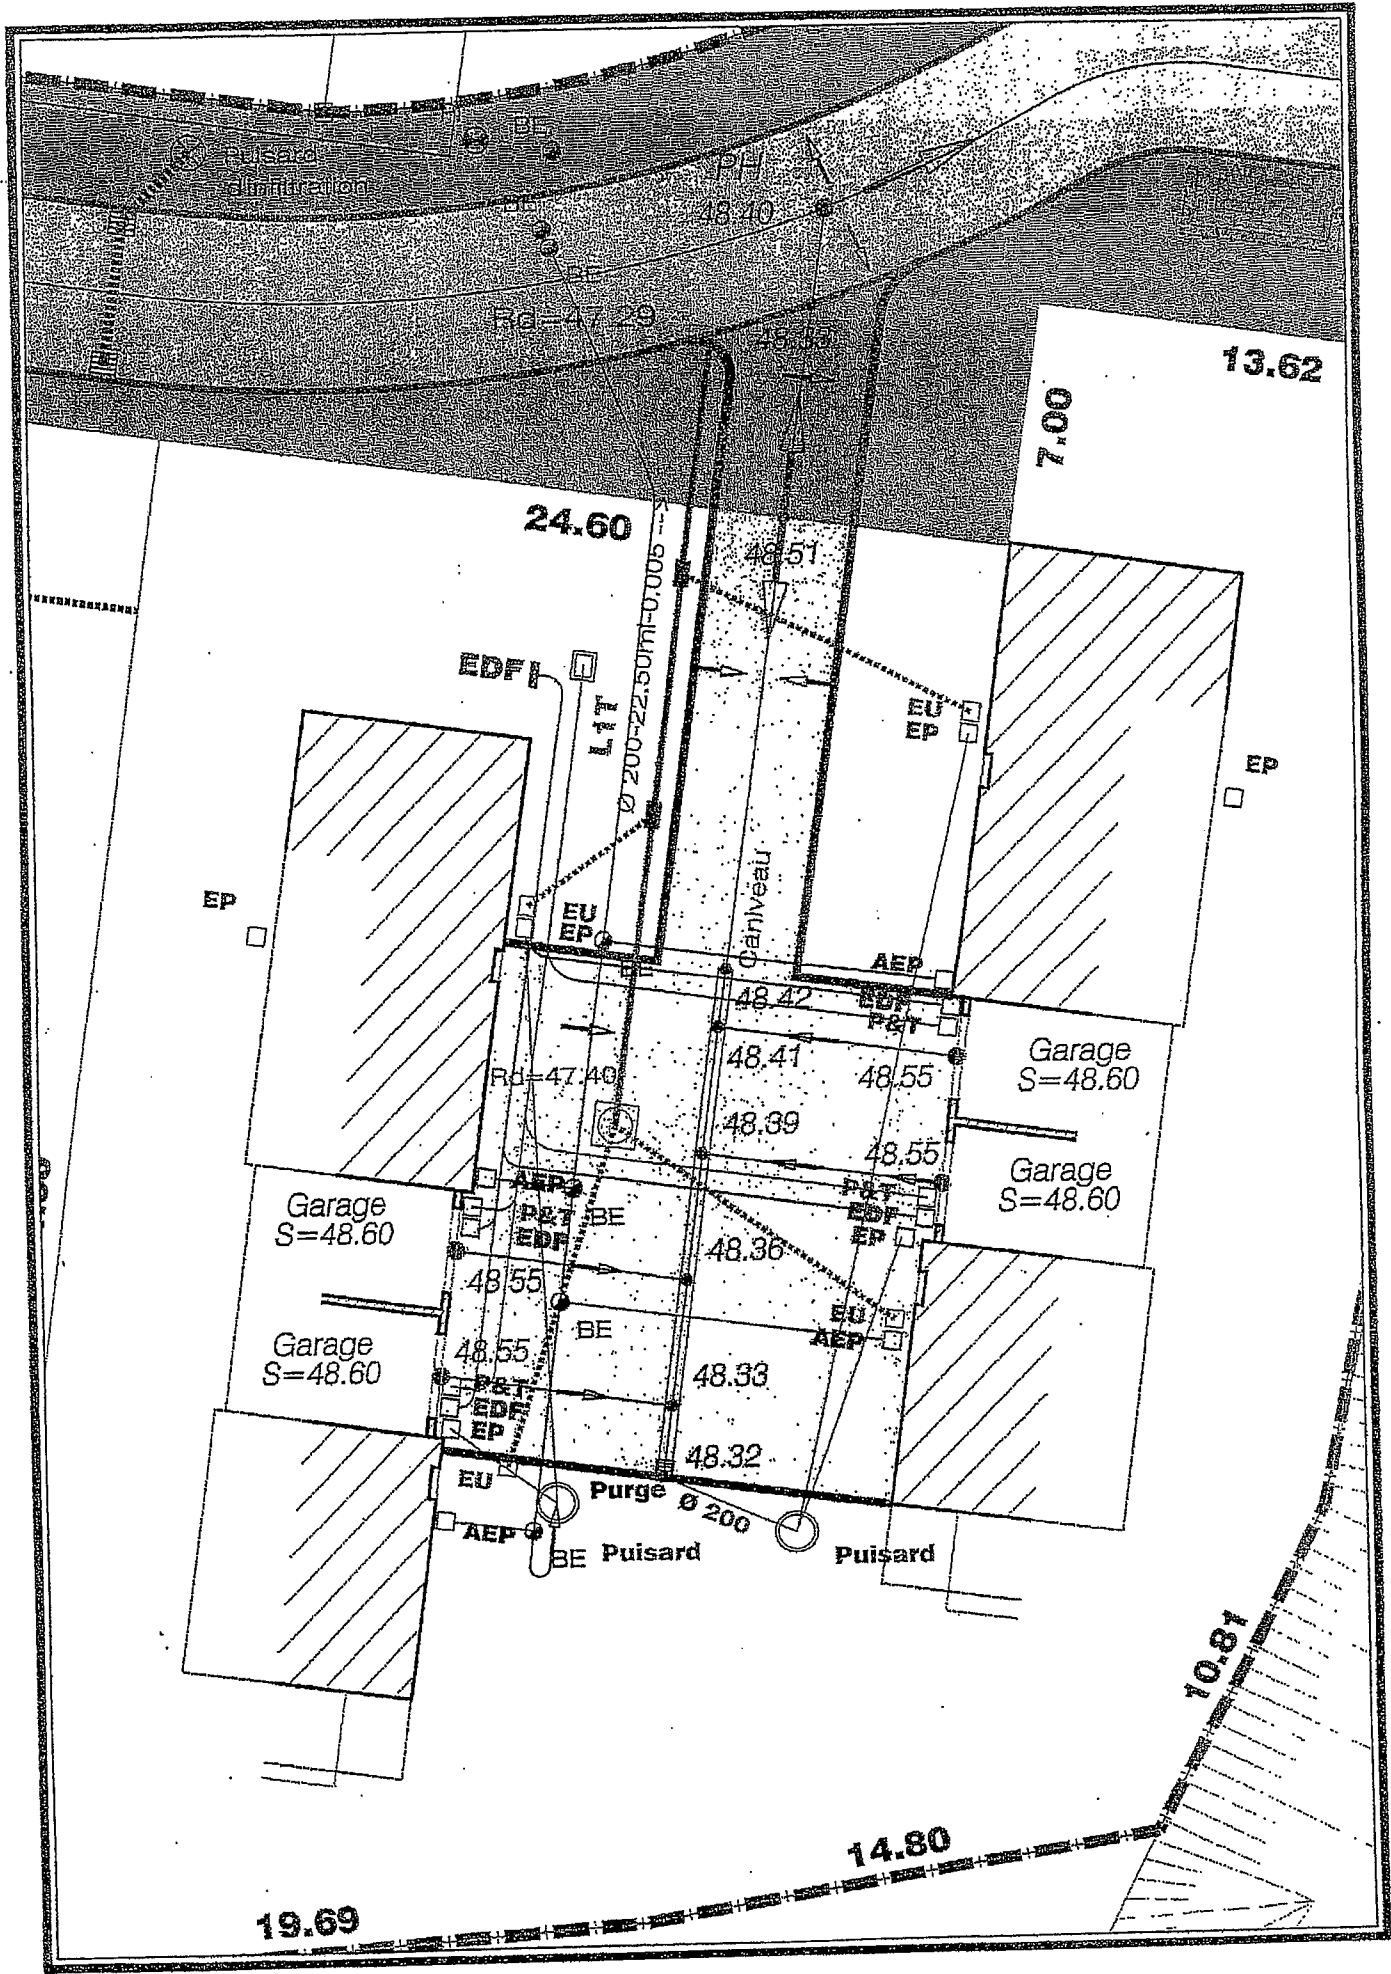 BE
Puisard
d'infiltration
PH
BE
48.40
BE
Rd=47.29
48.35
13.62
7.00
24.60
48.51
EDF
Ø 200-22.50ml-0.005
EU
EP
EP
EP
Caniveau
EU
EP
AEP
BE
EDF
48.42
P&T
Garage
S=48.60
48.41
48.55
Rd=47.40
48.39
48.55
Garage
S=48.60
AEP
P&T
P&T
EDF
BE
EDF
Garage
S=48.60
EP
48.36
48.55
EU
BE
AEP
Garage
S=48.60
48.55
48.33
P&T
EDF
EP
48.32
EU
Purge
Ø 200
AEP
BE
Puisard
Puisard
10.81
14.80
19.69